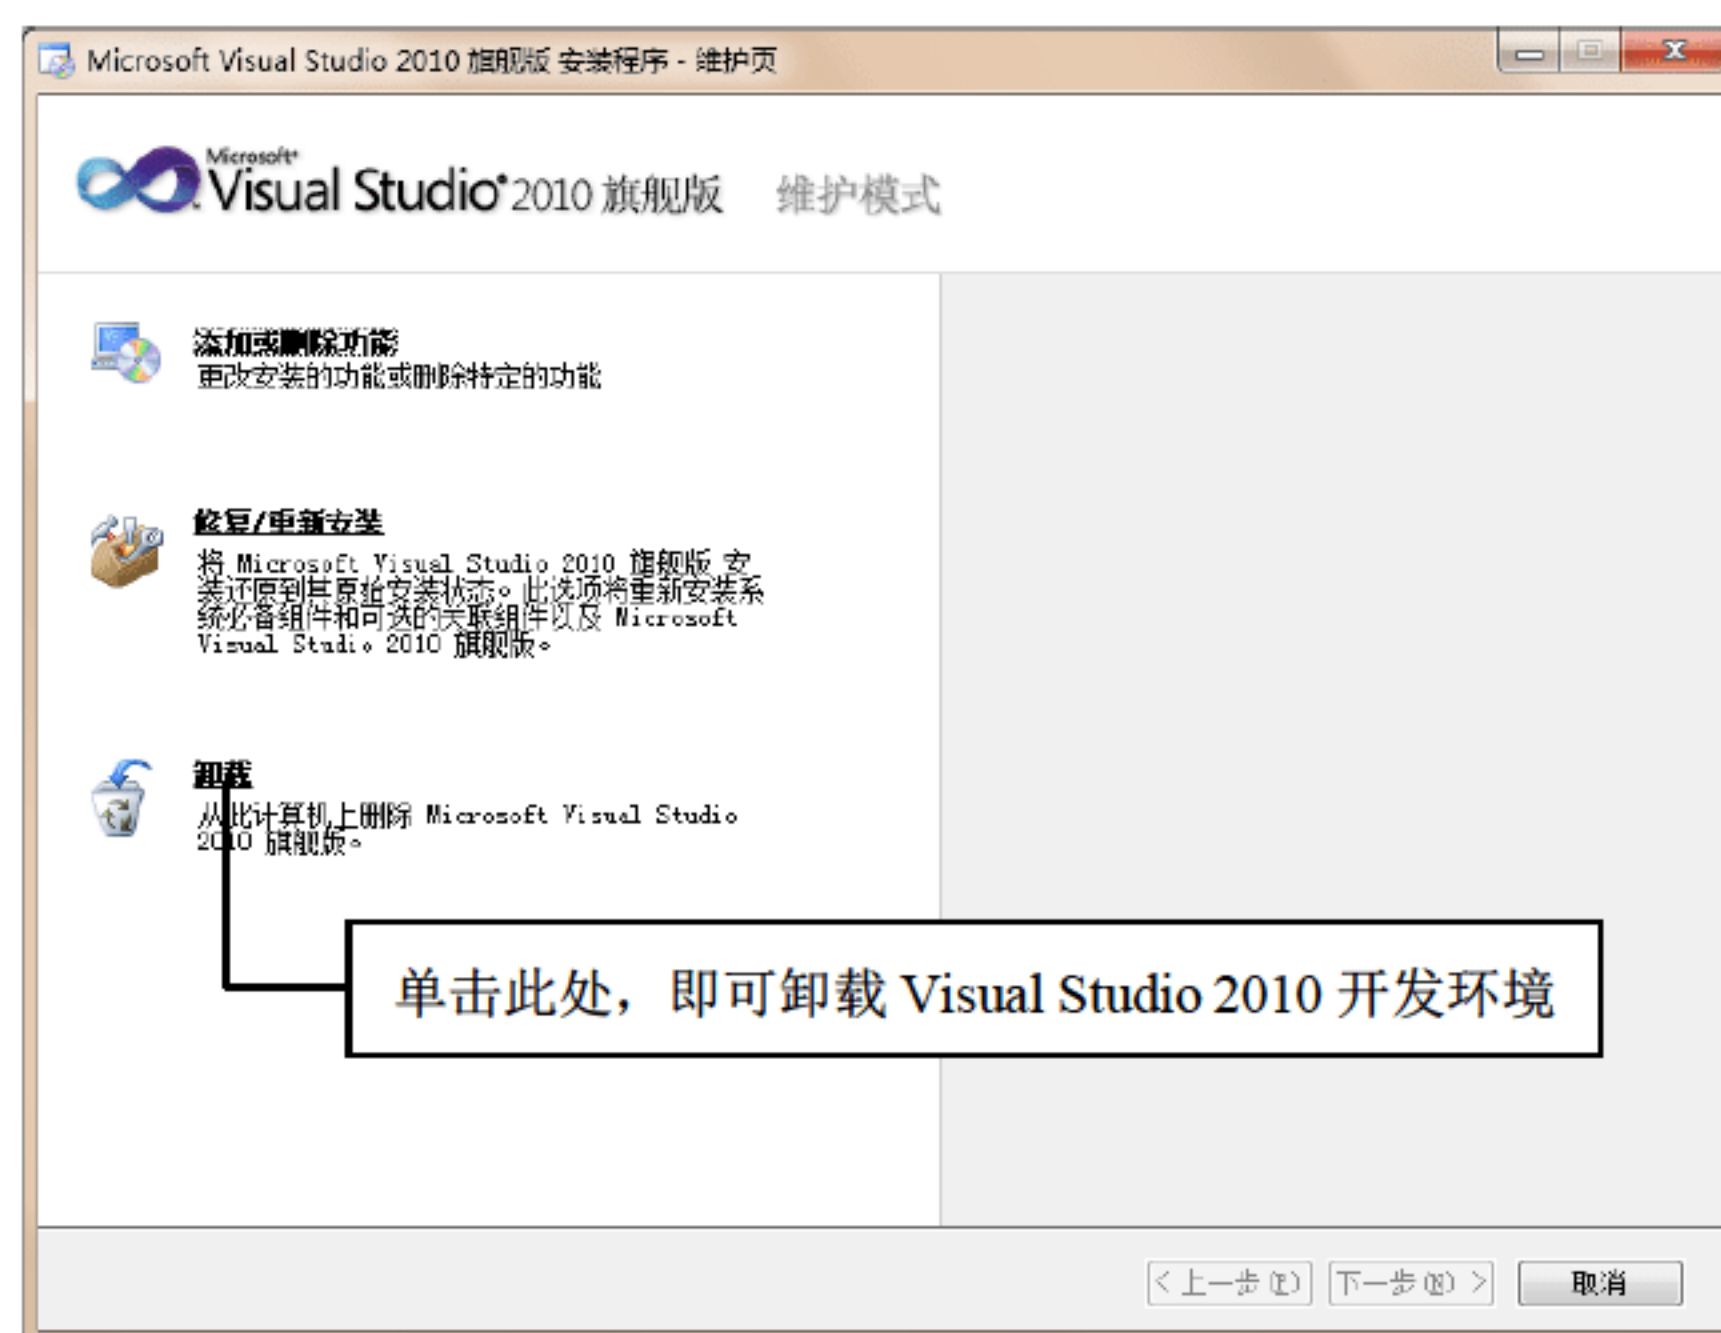 Microsoft Visual Studio 2010 旗舰版 安装程序 - 维护页
Microsoft
Visual Studio 2010 旗舰版 维护模式
添加或删除功能
更改安装的功能或删除特定的功能
修复/重新安装
将 Microsoft Visual Studio 2010 旗舰版 安
装还原到其原始安装状态。此选项将重新安装系
统必备组件和可选的关联组件以及 Microsoft
Visual Studio 2010 旗舰版。
卸载
从此计算机上删除 Microsoft Visual Studio
2010 旗舰版。
单击此处，即可卸载 Visual Studio 2010 开发环境
< 上一步(P) 下一步(N) > 取消